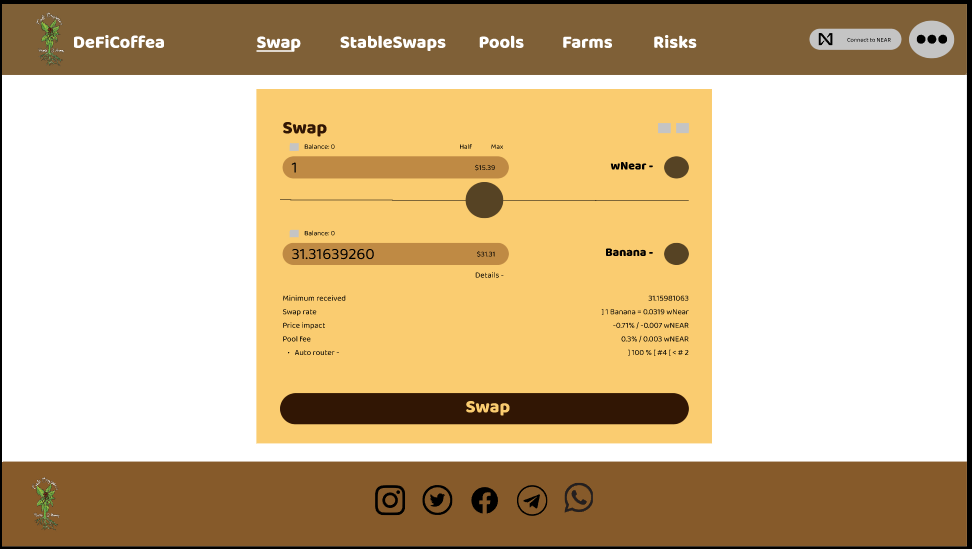 DeFiCoffea
Swap StableSwaps Pools Farms Risks
Connect to NEAR
Swap
Balance: 0 Half Max
1 $15.39 wNear -
Balance: 0
31.31639260 $31.31 Banana -
Details -
Minimum received 31.15981063
Swap rate ] 1 Banana = 0.0319 wNear
Price impact -0.71% / -0.007 wNEAR
Pool fee 0.3% / 0.003 wNEAR
• Auto router - ] 100 % [ #4 [ < # 2
Swap